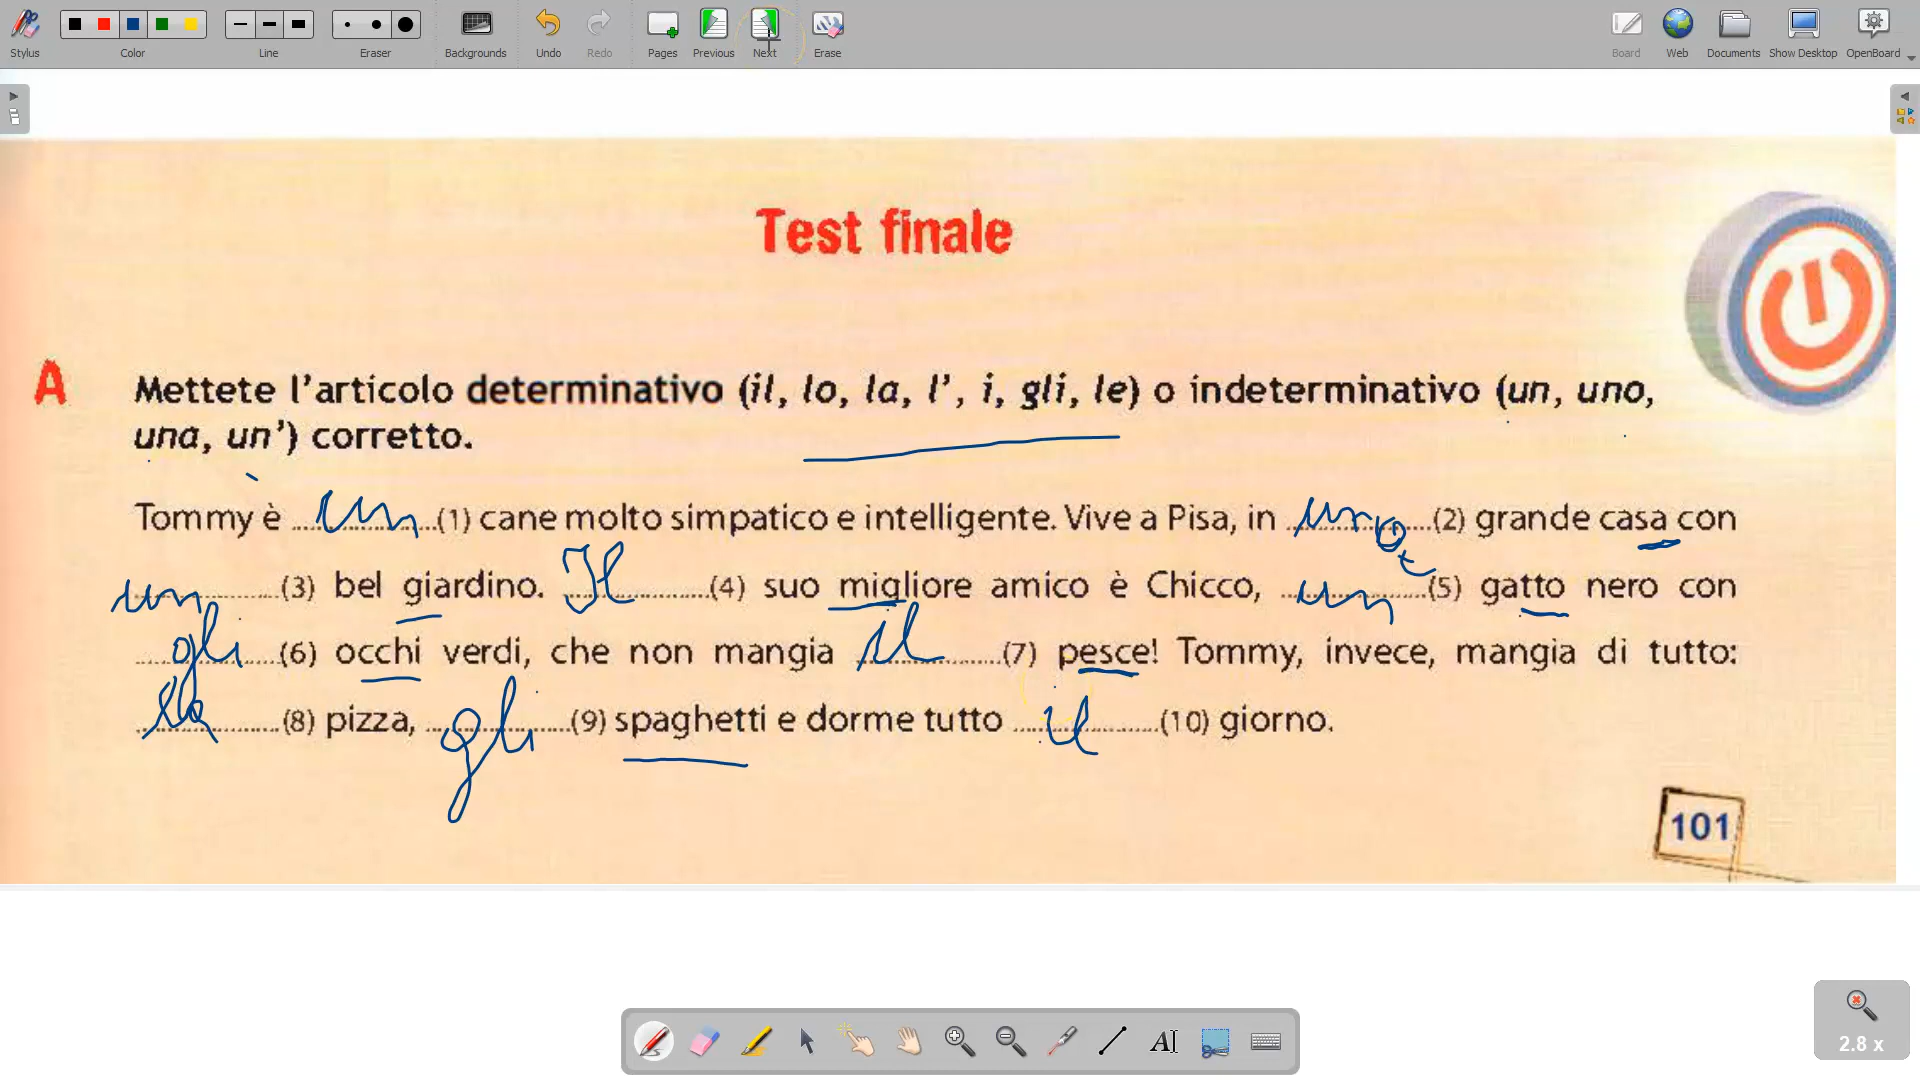 Stylus Color Line Eraser Backgrounds Undo Redo Pages Previous Next Erase Board Web Documents Show Desktop OpenBoard
Test finale
A Mettete l'articolo determinativo (il, lo, la, l', i, gli, le) o indeterminativo (un, uno,
una, un') corretto.
Tommy è un (1) cane molto simpatico e intelligente. Vive a Pisa, in una (2) grande casa con
un (3) bel giardino. Il (4) suo migliore amico è Chicco, un (5) gatto nero con
gli (6) occhi verdi, che non mangia il (7) pesce! Tommy, invece, mangia di tutto:
la (8) pizza, gli (9) spaghetti e dorme tutto il (10) giorno.
101
2.8 x